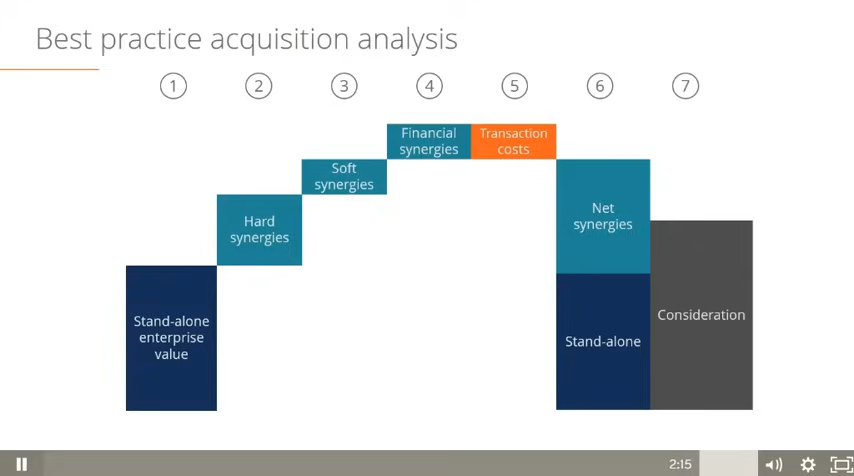 Best practice acquisition analysis
1 2 3 4 5 6 7
Financial
synergies
Transaction
costs
Soft
synergies
Hard
synergies
Net
synergies
Stand-alone
enterprise
value
Stand-alone
Consideration
2:15